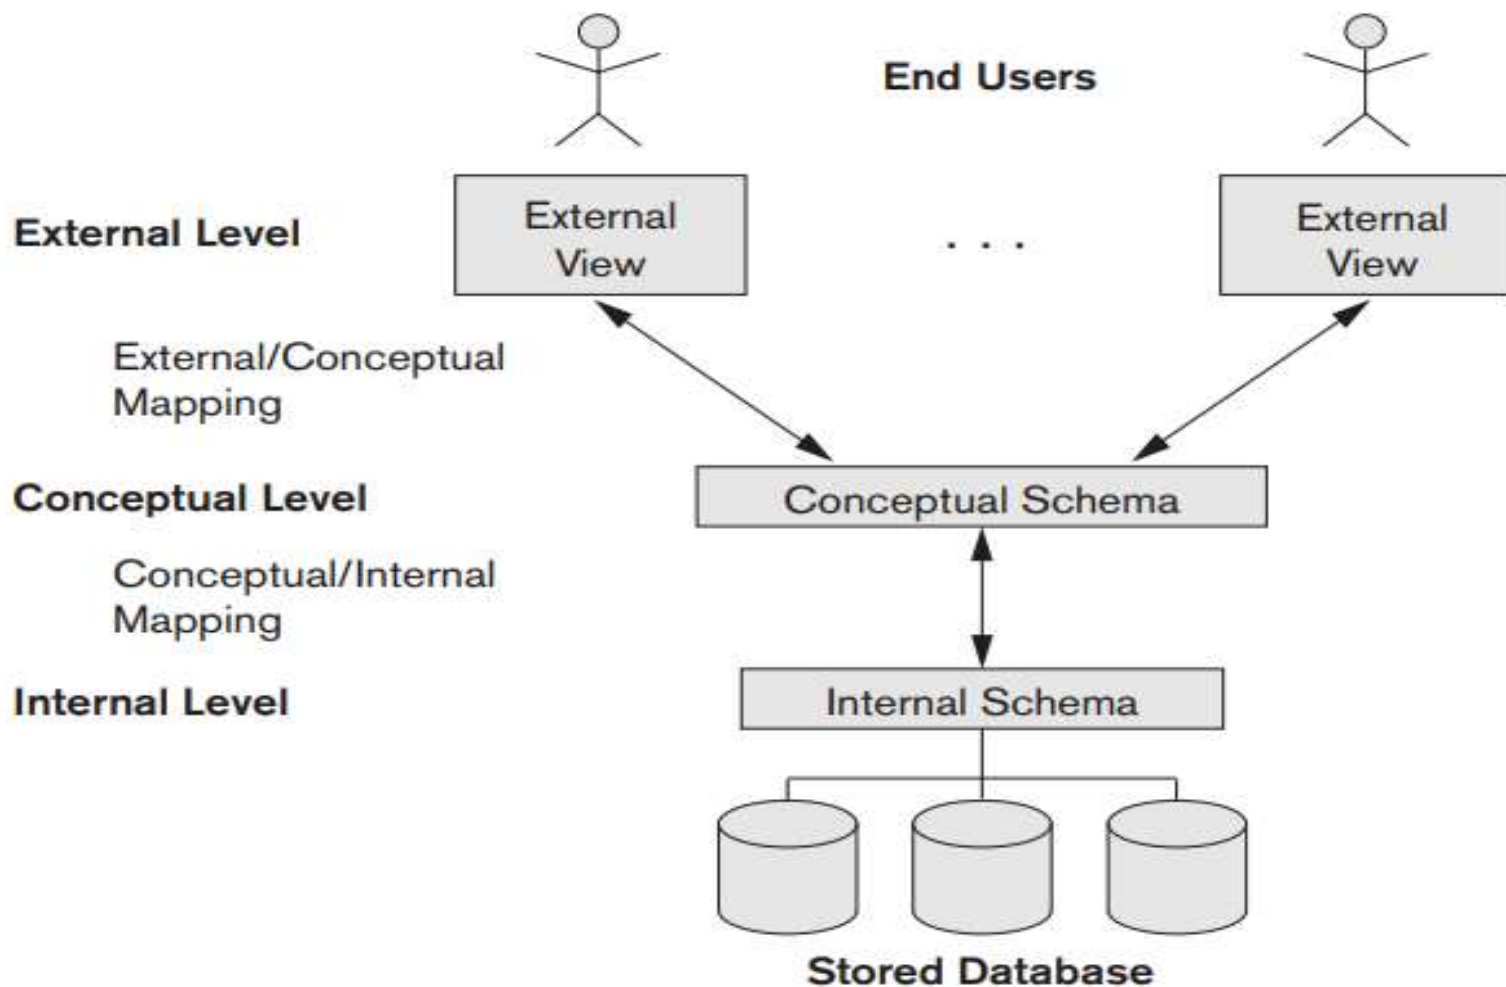 End Users
External Level
External
View
. . .
External
View
External/Conceptual
Mapping
Conceptual Level
Conceptual Schema
Conceptual/Internal
Mapping
Internal Level
Internal Schema
Stored Database